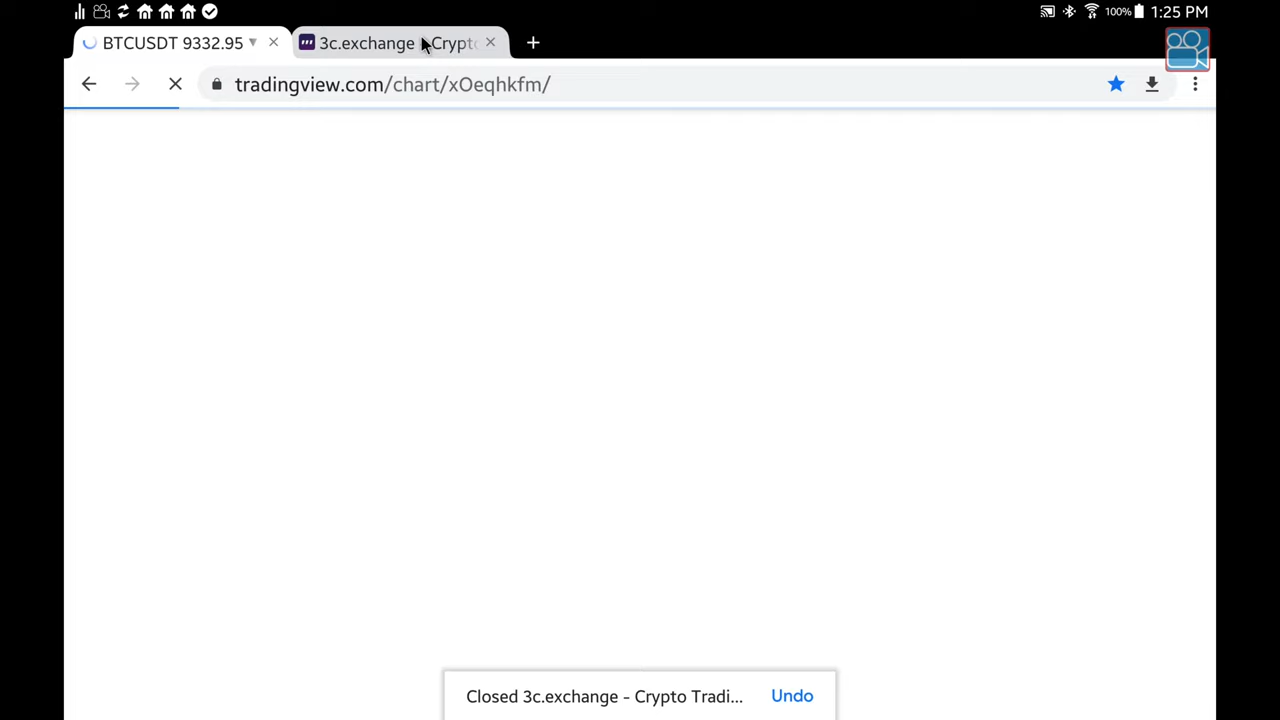 100% 1:25 PM
BTCUSDT 9332.95 ▼
3c.exchange Crypto
tradingview.com/chart/xOeqhkfm/
Closed 3c.exchange - Crypto Tradi... Undo